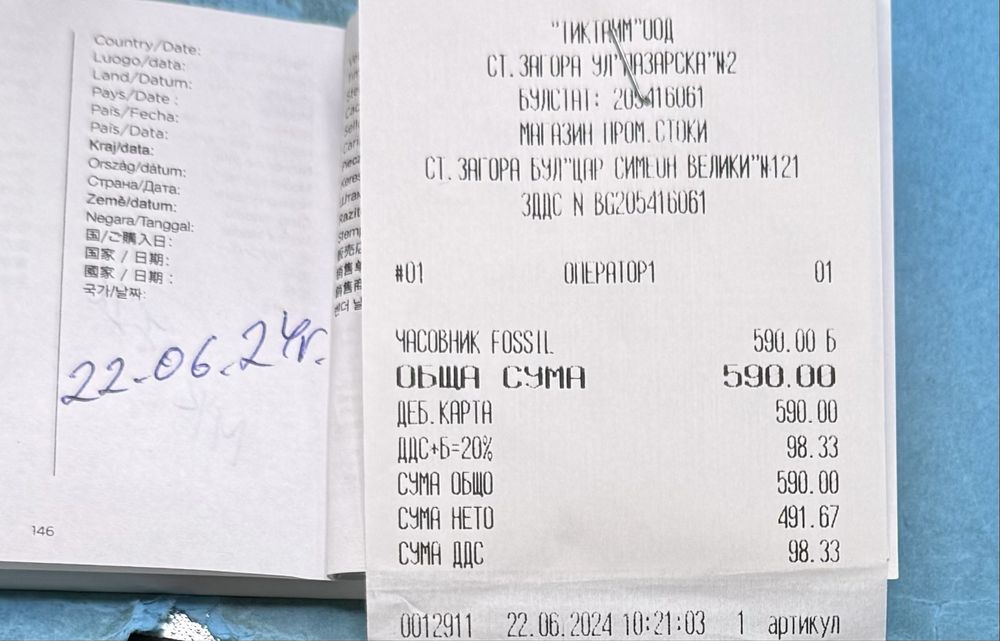 Country/Date:
Luogo/data:
Land/Datum:
Pays/Date :
País/Fecha:
País/Data:
Kraj/data:
Ország/dátum:
Страна/Дата:
Země/datum:
Negara/Tanggal:
国/ご購入日:
国家 / 日期:
國家 / 日期:
국가/날짜:
22.06.24г.
146
"ТИКТАЙМ"ООД
СТ.ЗАГОРА УЛ"ЛАЗАРСКА"№2
БУЛСТАТ: 205416061
МАГАЗИН ПРОМ.СТОКИ
СТ.ЗАГОРА БУЛ"ЦАР СИМЕОН ВЕЛИКИ"№121
ЗДДС N BG205416061
#01 ОПЕРАТОР1 01
ЧАСОВНИК FOSSIL 590.00 Б
ОБЩА СУМА 590.00
ДЕБ.КАРТА 590.00
ДДС+Б=20% 98.33
СУМА ОБЩО 590.00
СУМА НЕТО 491.67
СУМА ДДС 98.33
0012911 22.06.2024 10:21:03 1 артикул